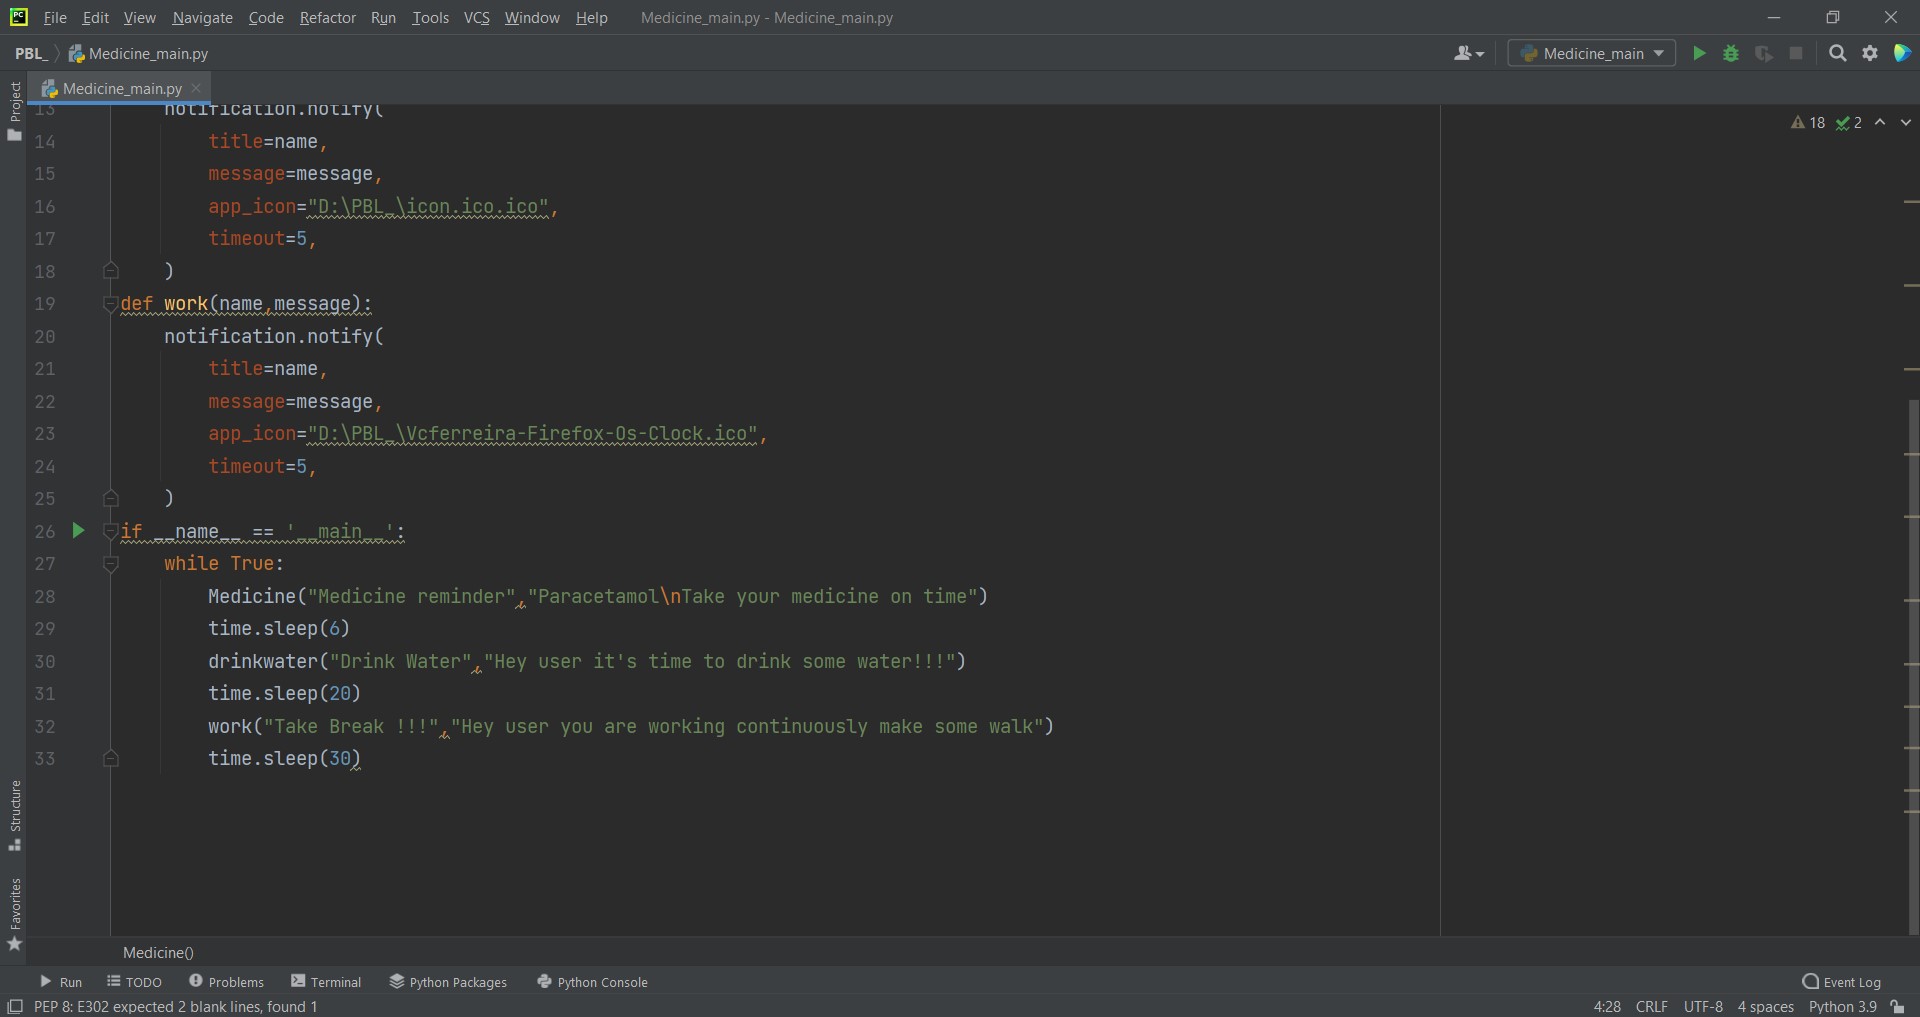 PC File Edit View Navigate Code Refactor Run Tools VCS Window Help Medicine_main.py - Medicine_main.py
PBL_ Medicine_main.py Medicine_main
Project
Medicine_main.py
18 2
13 notification.notify(
14 title=name,
15 message=message,
16 app_icon="D:\PBL_\icon.ico.ico",
17 timeout=5,
18 )
19 def work(name,message):
20 notification.notify(
21 title=name,
22 message=message,
23 app_icon="D:\PBL_\Vcferreira-Firefox-Os-Clock.ico",
24 timeout=5,
25 )
26 if __name__ == '__main__':
27 while True:
28 Medicine("Medicine reminder","Paracetamol\nTake your medicine on time")
29 time.sleep(6)
30 drinkwater("Drink Water","Hey user it's time to drink some water!!!")
31 time.sleep(20)
32 work("Take Break !!!","Hey user you are working continuously make some walk")
33 time.sleep(30)
Structure
Favorites
Medicine()
Run TODO Problems Terminal Python Packages Python Console Event Log
PEP 8: E302 expected 2 blank lines, found 1 4:28 CRLF UTF-8 4 spaces Python 3.9